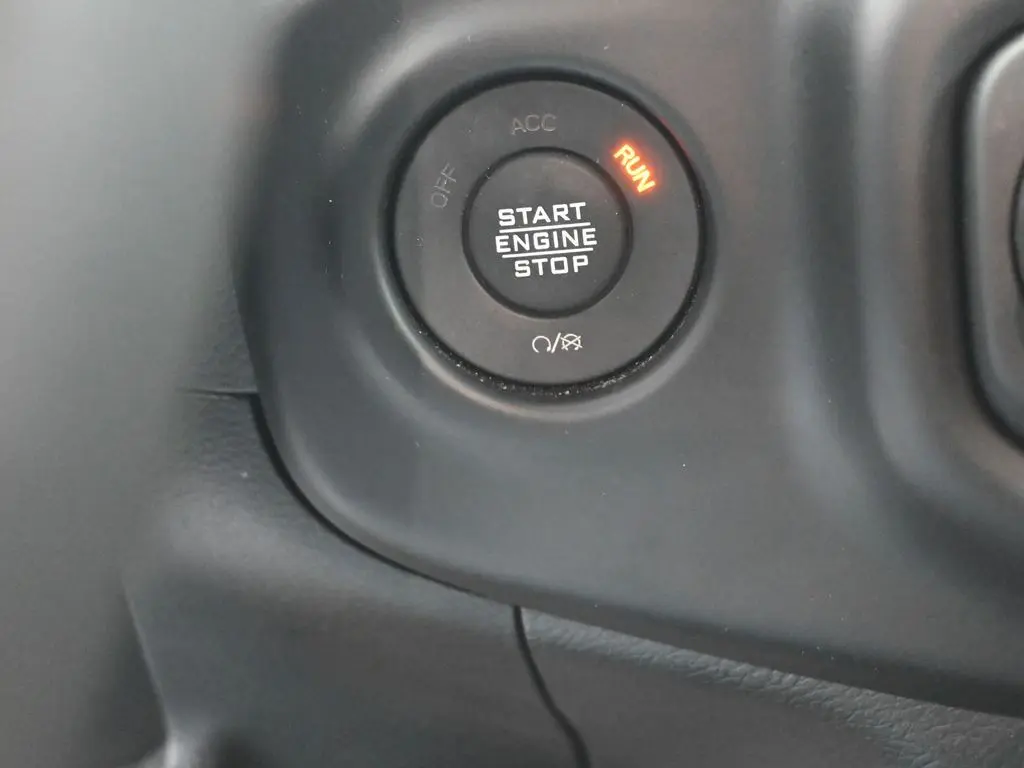 ACC
OFF
RUN
START
ENGINE
STOP